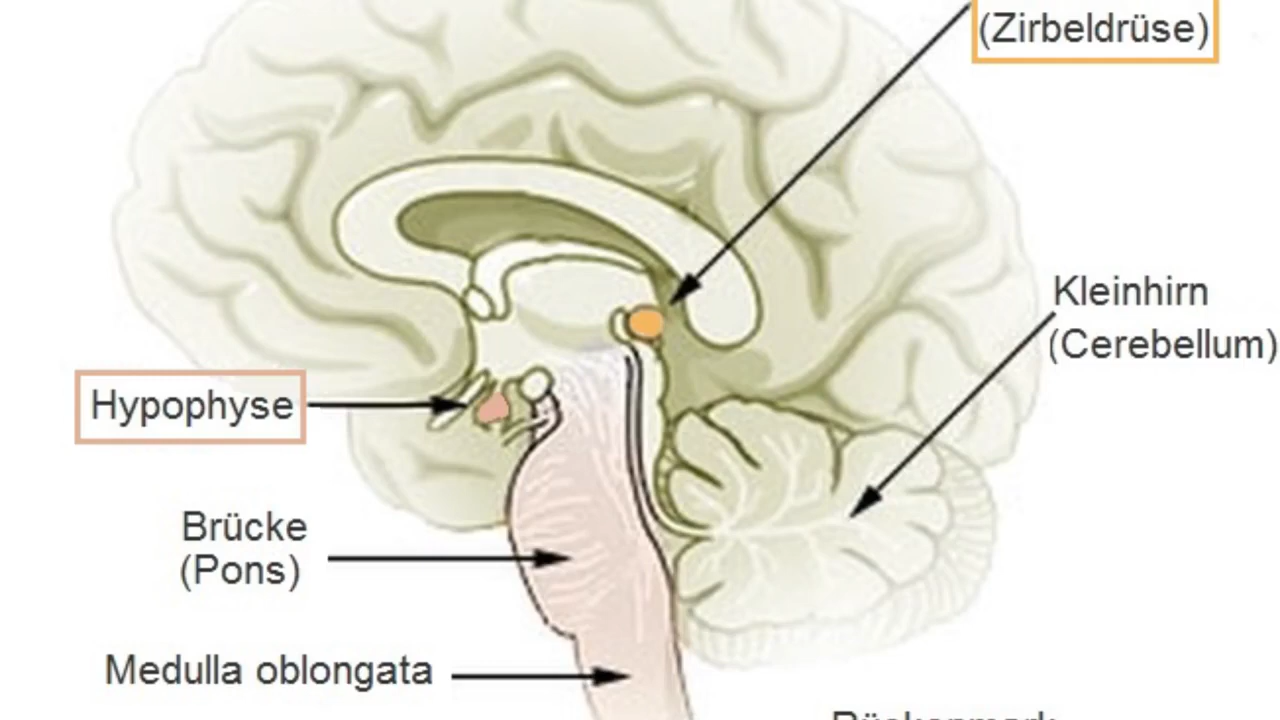 (Zirbeldrüse)
Kleinhirn
(Cerebellum)
Hypophyse
Brücke
(Pons)
Medulla oblongata